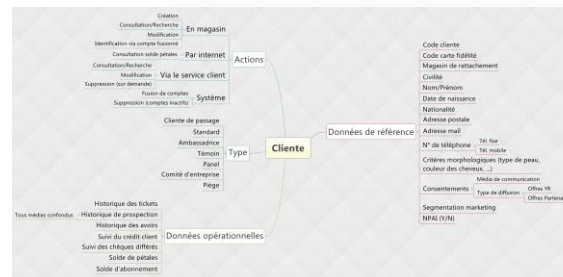 Création
Consultation/Recherche
Modification
Identification via compte fusionné
En magasin
Consultation solde pétales
Par internet
Consultation/Recherche
Modification
Suppression (sur demande)
Via le service client
Fusion de comptes
Suppression (comptes inactifs)
Système
Actions
Cliente de passage
Standard
Ambassadrice
Témoin
Panel
Comité d'entreprise
Piège
Type
Historique des tickets
Tous médias confondus
Historique de prospection
Historique des avoirs
Suivi du crédit client
Suivi des chèques différés
Solde de pétales
Solde d'abonnement
Données opérationnelles
Cliente
Données de référence
Code cliente
Code carte fidélité
Magasin de rattachement
Civilité
Nom/Prénom
Date de naissance
Nationalité
Adresse postale
Adresse mail
N° de téléphone
Tél. fixe
Tél. mobile
Critères morphologiques (type de peau,
couleur des cheveux, ...)
Consentements
Média de communication
Type de diffusion
Offres YR
Offres Partena
Segmentation marketing
NPAI (Y/N)